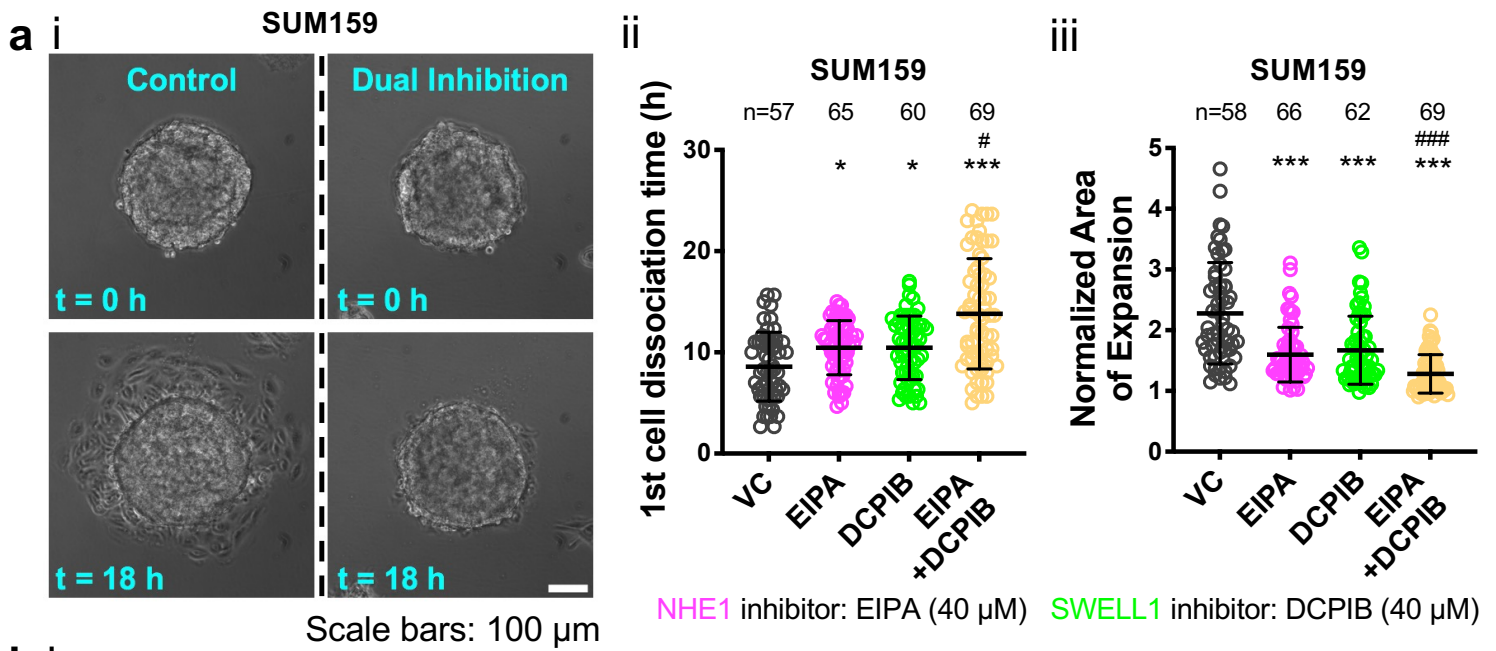 a i
SUM159
Control
Dual Inhibition
t = 0 h
t = 0 h
t = 18 h
t = 18 h
Scale bars: 100 µm
ii
SUM159
n=57 65 60 69
#
* * ***
1st cell dissociation time (h)
30
20
10
0
VC
EIPA
DCPIB
EIPA
+DCPIB
NHE1 inhibitor: EIPA (40 µM)
iii
SUM159
n=58 66 62 69
###
*** *** ***
Normalized Area
of Expansion
5
4
3
2
1
0
VC
EIPA
DCPIB
EIPA
+DCPIB
SWELL1 inhibitor: DCPIB (40 µM)